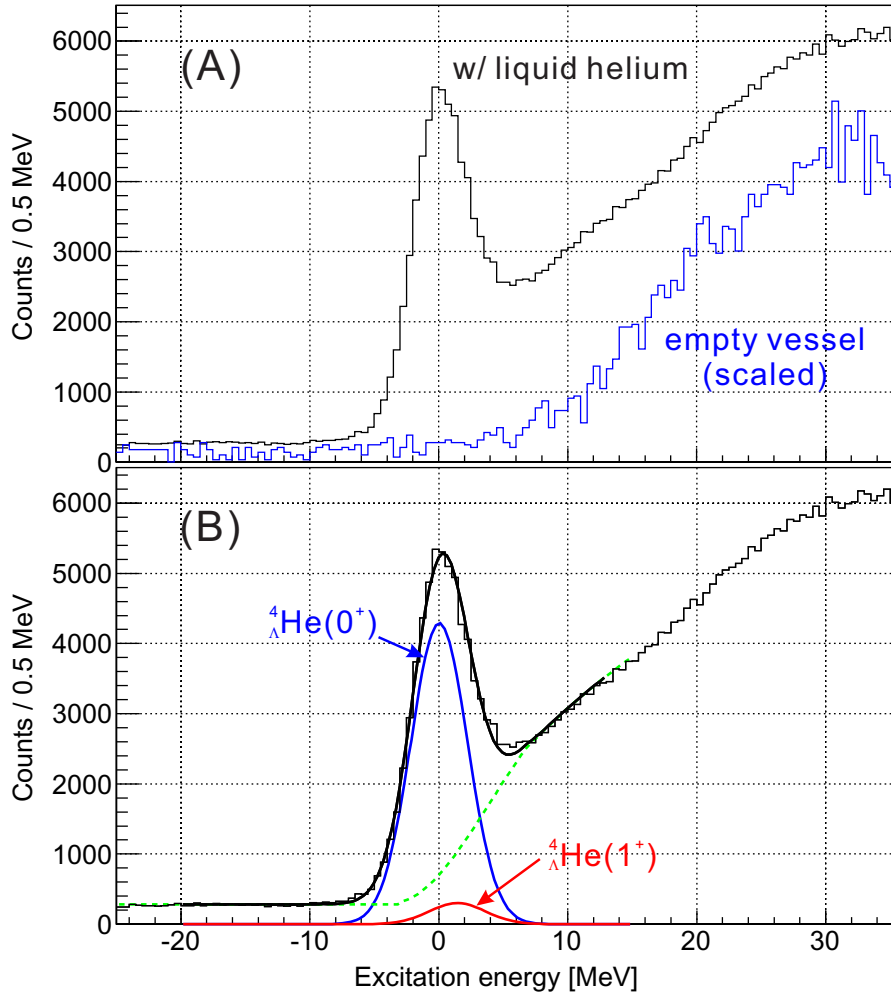 (A)
w/ liquid helium
empty vessel
(scaled)
Counts / 0.5 MeV
6000
5000
4000
3000
2000
1000
0
(B)
⁴ΛHe(0⁺)
⁴ΛHe(1⁺)
Counts / 0.5 MeV
6000
5000
4000
3000
2000
1000
0
-20 -10 0 10 20 30
Excitation energy [MeV]